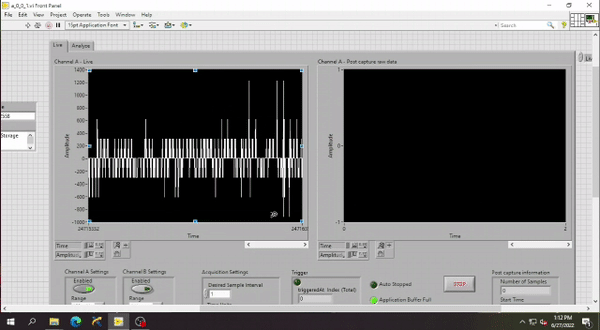 a_0_0_1.vi Front Panel
File Edit View Project Operate Tools Window Help
15pt Application Font
Search
Live Analyze
Channel A - Live
Channel A - Post capture raw data
1400
1200
1000
800
600
400
200
0
-200
-400
-600
-800
-1000
Amplitude
24715332
247160
Time
1
0
-1
Amplitude
0
2
Time
Storage
Time
Amplitu...
Time
Amplitu...
Channel A Settings
Enabled
Range
Channel B Settings
Enabled
Range
Acquisition Settings
Desired Sample Interval
1
Trigger
triggeredAt: Index (Total)
0
Auto Stopped
Application Buffer Full
STOP
Post capture information
Number of Samples
0
Start Time
1:12 PM
6/27/2022